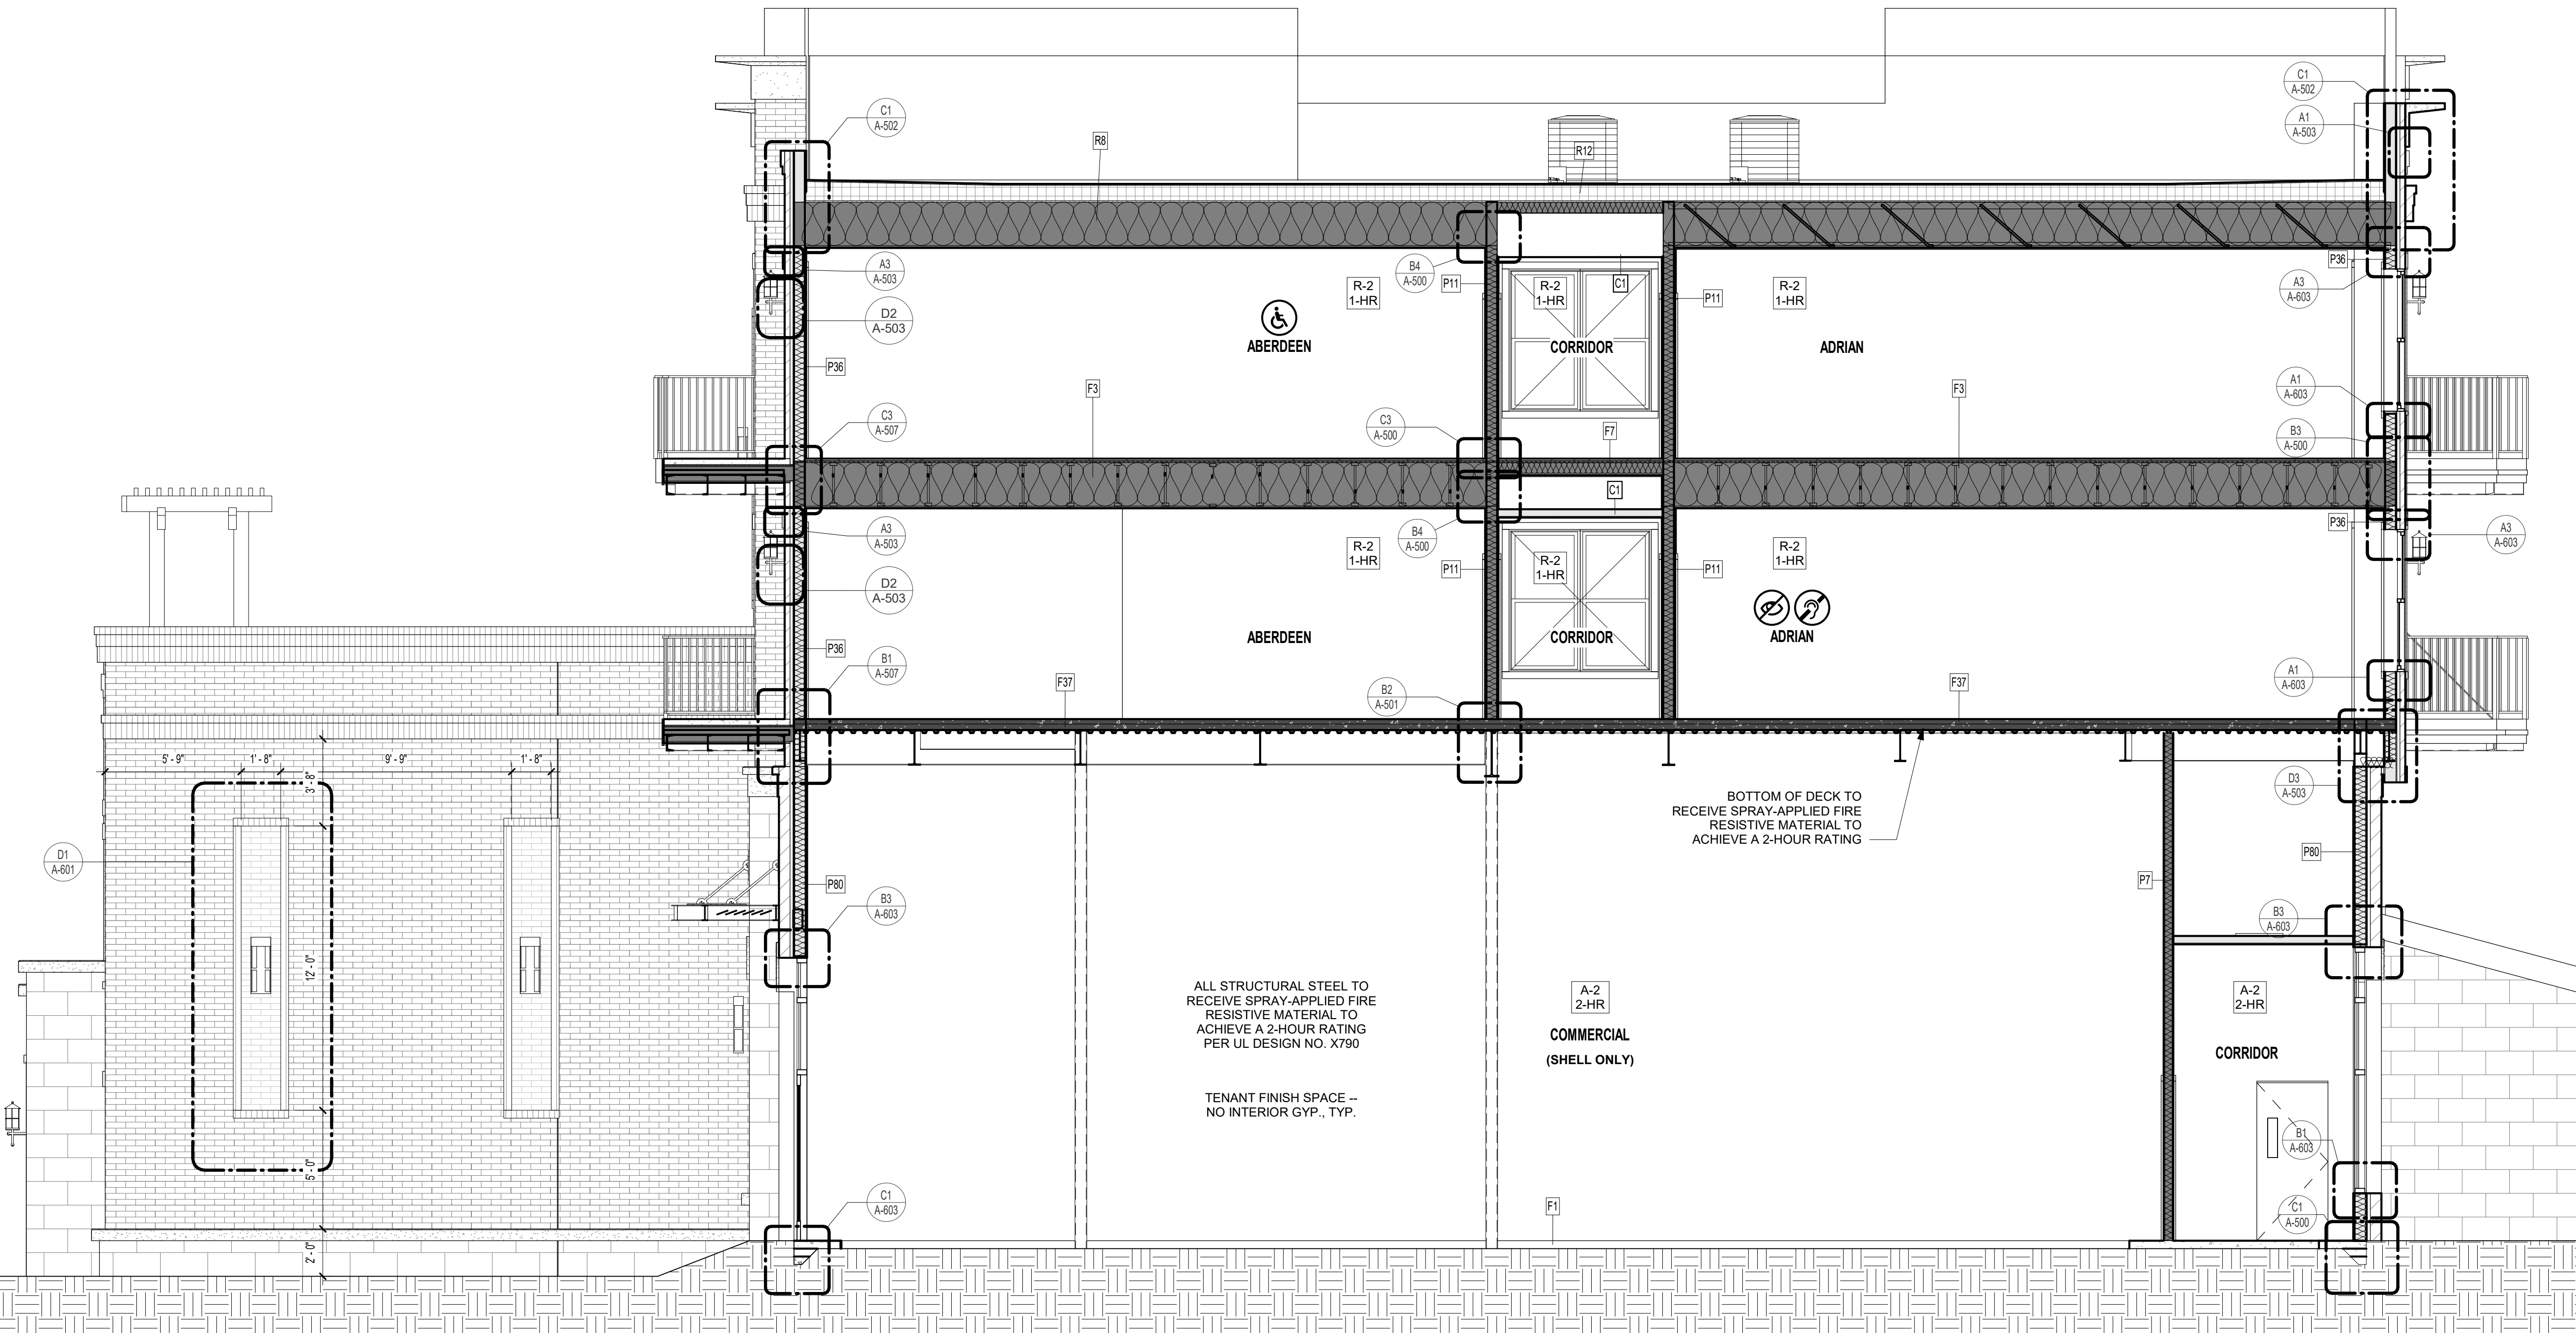 C1
A-502
C1
A-502
A1
A-503
R8
R12
A3
A-503
B4
A-500
P11
R-2
1-HR
R-2
1-HR
C1
P11
R-2
1-HR
P36
A3
A-603
D2
A-503
ABERDEEN
CORRIDOR
ADRIAN
P36
F3
F3
A1
A-603
C3
A-507
C3
A-500
F7
B3
A-500
C1
A3
A-503
B4
A-500
P36
A3
A-603
R-2
1-HR
R-2
1-HR
R-2
1-HR
P11
P11
D2
A-503
ABERDEEN
CORRIDOR
ADRIAN
P36
B1
A-507
F37
B2
A-501
F37
A1
A-603
5' - 9"
1' - 8"
9' - 9"
1' - 8"
3' - 8"
12' - 0"
5' - 0"
2' - 0"
D1
A-601
D3
A-503
BOTTOM OF DECK TO
RECEIVE SPRAY-APPLIED FIRE
RESISTIVE MATERIAL TO
ACHIEVE A 2-HOUR RATING
P80
P7
P80
B3
A-603
B3
A-603
ALL STRUCTURAL STEEL TO
RECEIVE SPRAY-APPLIED FIRE
RESISTIVE MATERIAL TO
ACHIEVE A 2-HOUR RATING
PER UL DESIGN NO. X790
A-2
2-HR
COMMERCIAL
(SHELL ONLY)
A-2
2-HR
CORRIDOR
TENANT FINISH SPACE --
NO INTERIOR GYP., TYP.
B1
A-603
C1
A-603
F1
C1
A-500